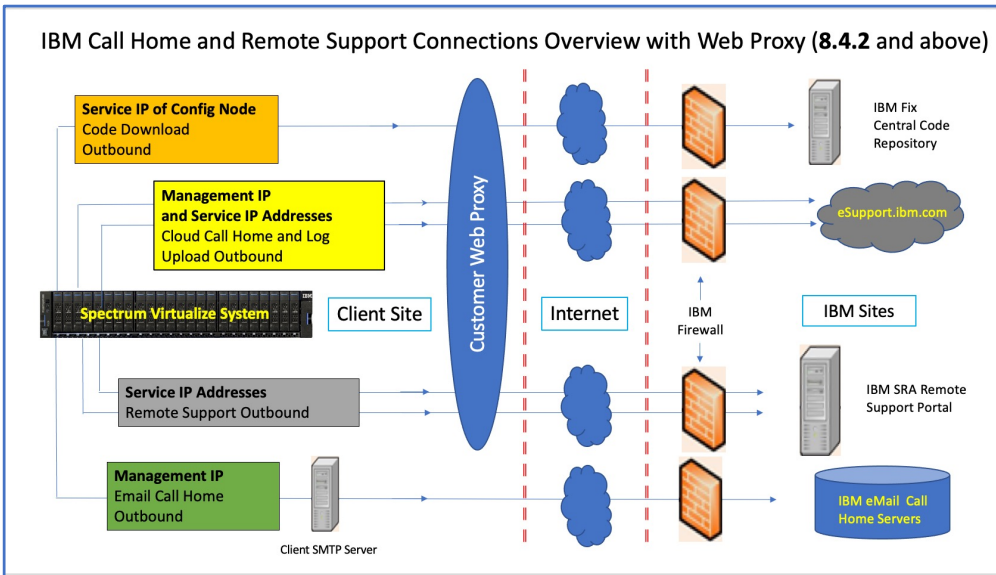 IBM Call Home and Remote Support Connections Overview with Web Proxy (8.4.2 and above)
Service IP of Config Node
Code Download
Outbound
IBM Fix
Central Code
Repository
Management IP
and Service IP Addresses
Cloud Call Home and Log
Upload Outbound
eSupport.ibm.com
Customer Web Proxy
IBM
Spectrum Virtualize System
Client Site
Internet
IBM
Firewall
IBM Sites
Service IP Addresses
Remote Support Outbound
IBM SRA Remote
Support Portal
Management IP
Email Call Home
Outbound
Client SMTP Server
IBM eMail Call
Home Servers